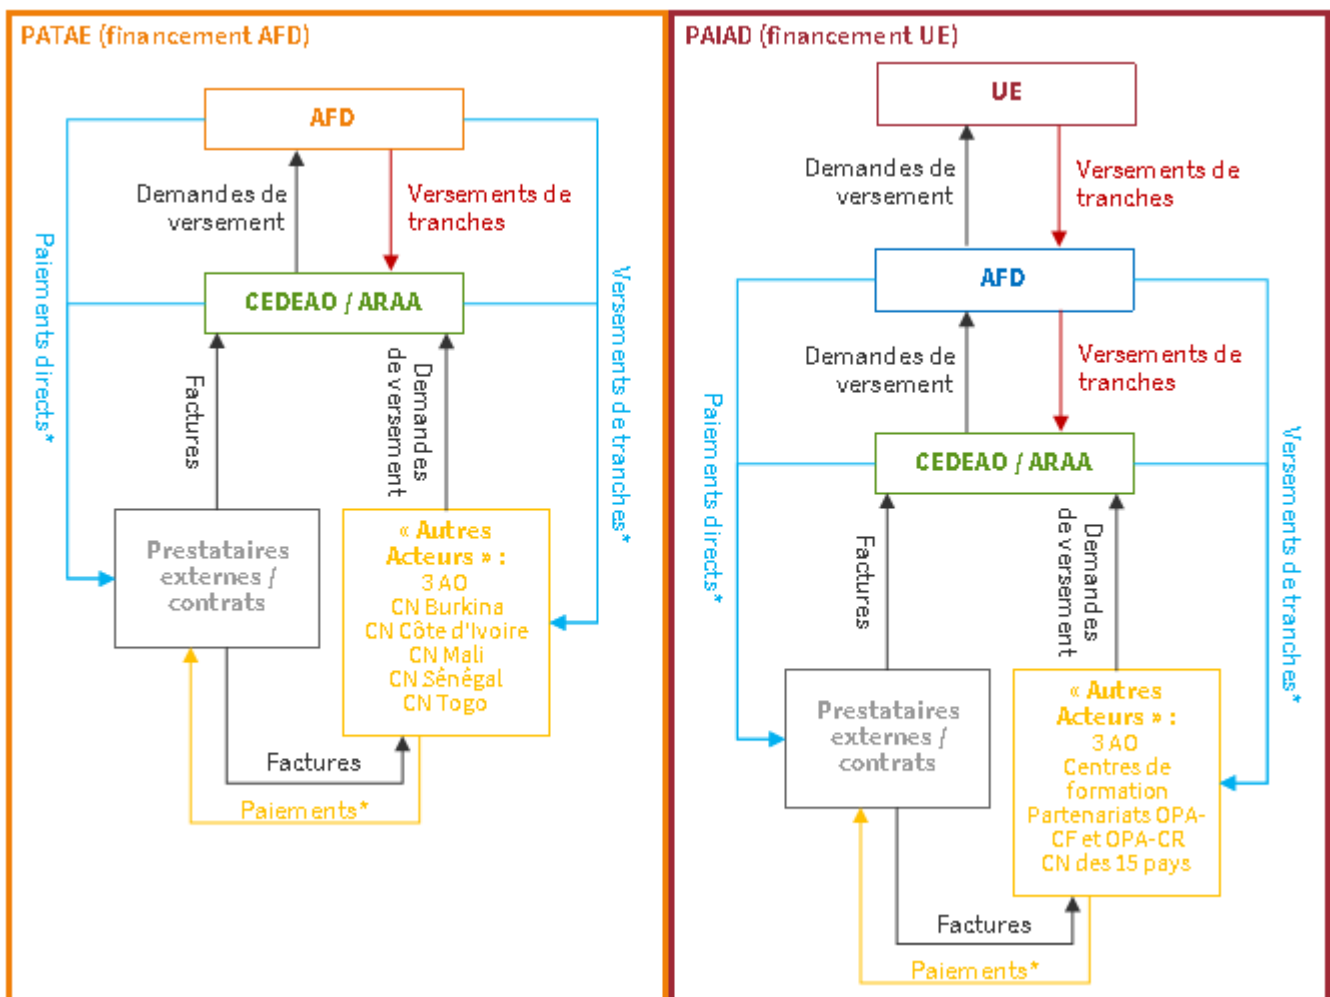 PATAE (financement AFD)
AFD
Demandes de
versement
Versements de
tranches
Paiements directs*
Versements de tranches*
CEDEAO / ARAA
Factures
Demandes
de versement
Prestataires
externes /
contrats
« Autres
Acteurs » :
3 AO
CN Burkina
CN Côte d'Ivoire
CN Mali
CN Sênêgal
CN Togo
Factures
Paiements*
PAIAD (financement UE)
UE
Demandes de
versement
Versements de
tranches
AFD
Demandes de
versement
Versements de
tranches
Paiements directs*
Versements de tranches*
CEDEAO / ARAA
Factures
Demandes
de versement
Prestataires
externes /
contrats
« Autres
Acteurs » :
3 AO
Centres de
formation
Partenariats OPA-
CF et OPA-CR
CN des 15 pays
Factures
Paiements*